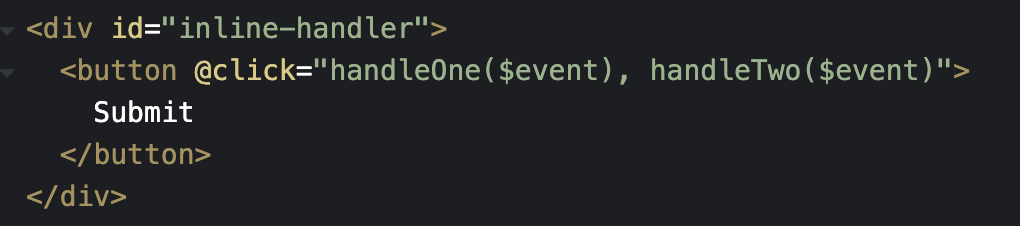 <div id="inline-handler">
  <button @click="handleOne($event), handleTwo($event)">
    Submit
  </button>
</div>